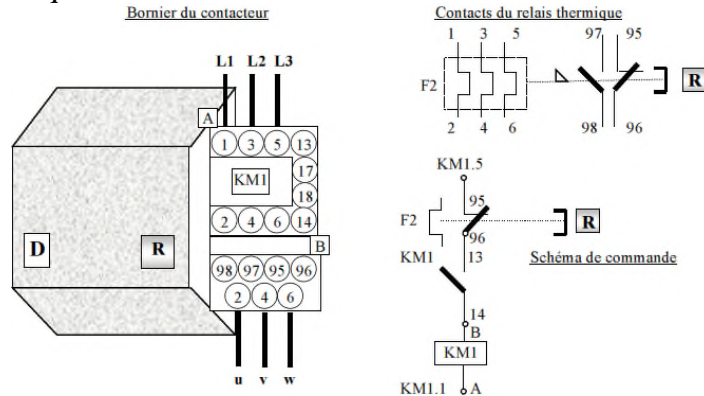 Bornier du contacteur
L1 L2 L3
A
1 3 5 13
17
KM1
18
2 4 6 14
D R
B
98 97 95 96
2 4 6
u v w
Contacts du relais thermique
1 3 5 97 95
F2 R
2 4 6 98 96
KM1.5
95
F2 R
96
KM1 13
Schéma de commande
14
B
KM1
KM1.1 A